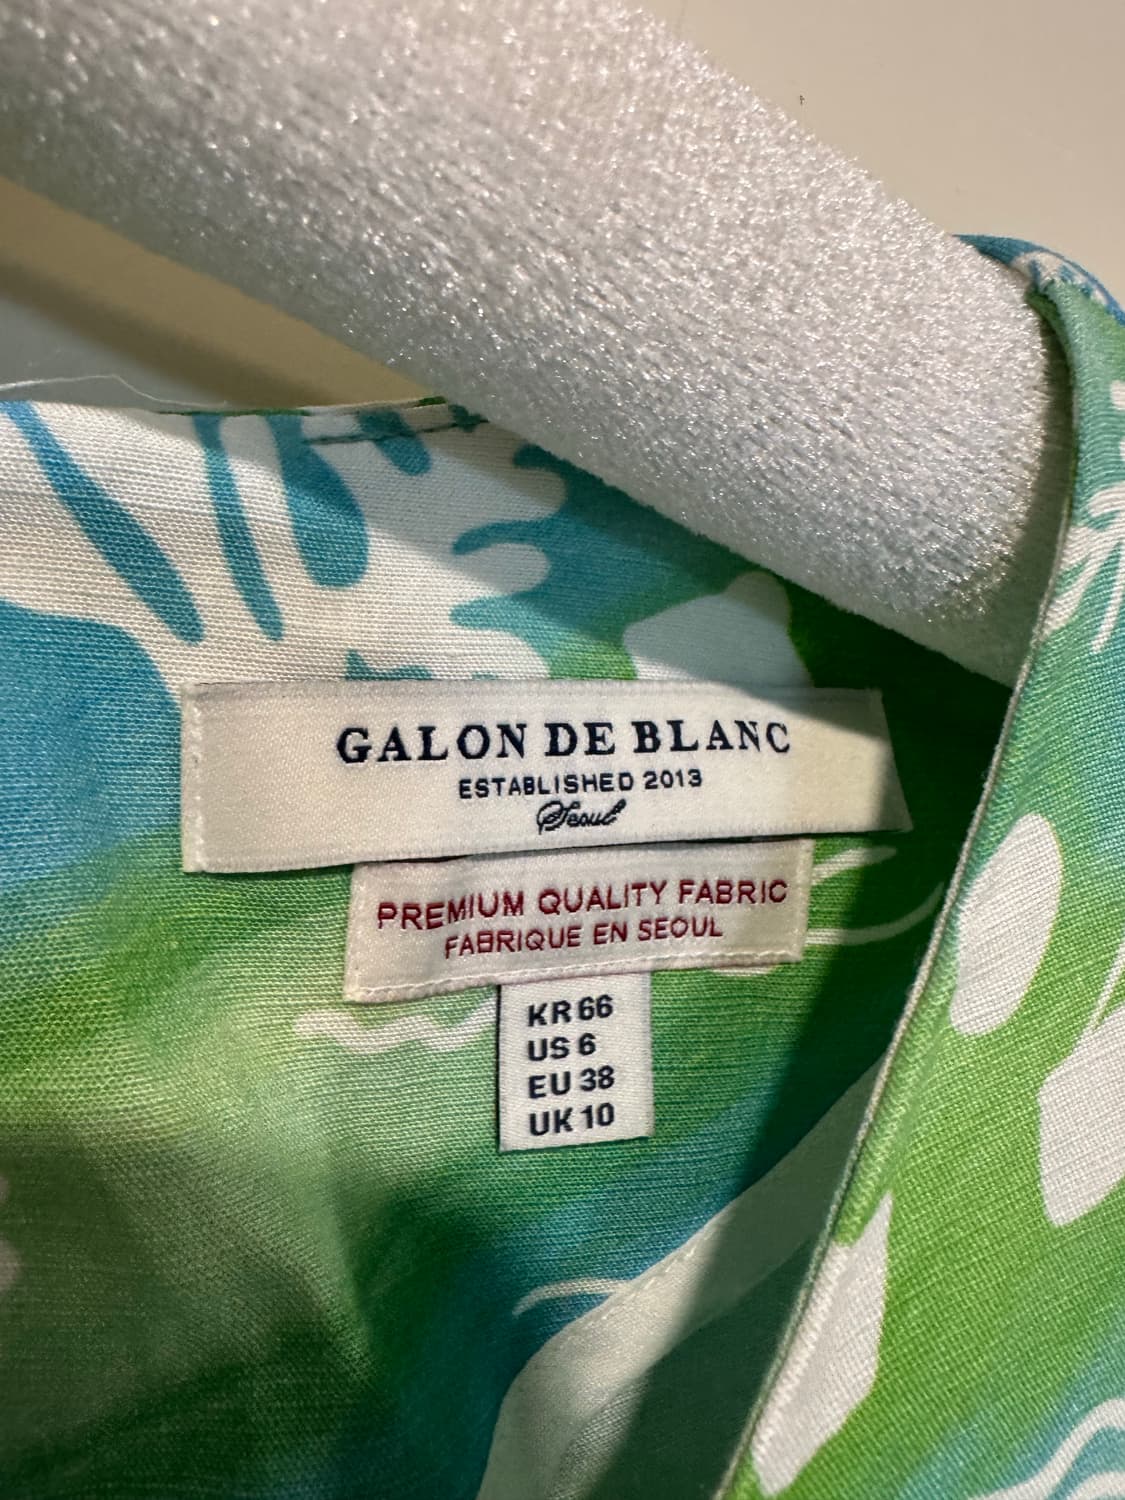 GALON DE BLANC
ESTABLISHED 2013
Seoul
PREMIUM QUALITY FABRIC
FABRIQUE EN SEOUL
KR 66
US 6
EU 38
UK 10